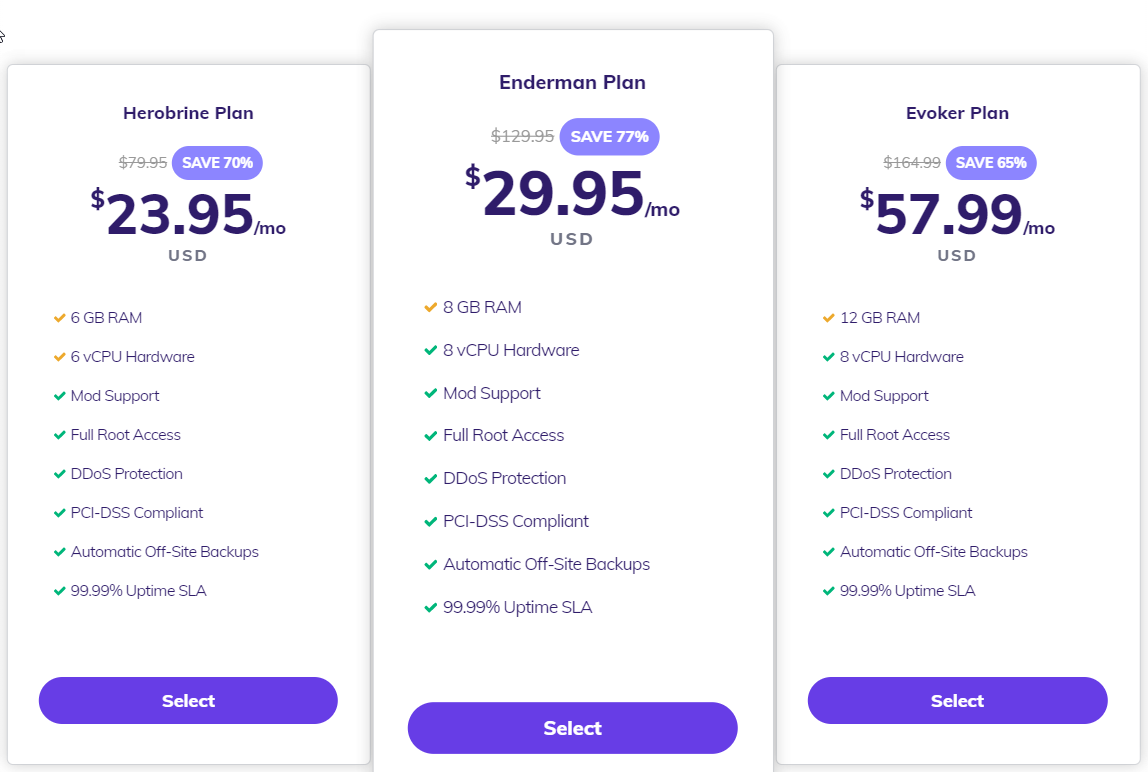 Herobrine Plan
$79.95 SAVE 70%
$23.95/mo
USD
6 GB RAM
6 vCPU Hardware
Mod Support
Full Root Access
DDoS Protection
PCI-DSS Compliant
Automatic Off-Site Backups
99.99% Uptime SLA
Select
Enderman Plan
$129.95 SAVE 77%
$29.95/mo
USD
8 GB RAM
8 vCPU Hardware
Mod Support
Full Root Access
DDoS Protection
PCI-DSS Compliant
Automatic Off-Site Backups
99.99% Uptime SLA
Select
Evoker Plan
$164.99 SAVE 65%
$57.99/mo
USD
12 GB RAM
8 vCPU Hardware
Mod Support
Full Root Access
DDoS Protection
PCI-DSS Compliant
Automatic Off-Site Backups
99.99% Uptime SLA
Select